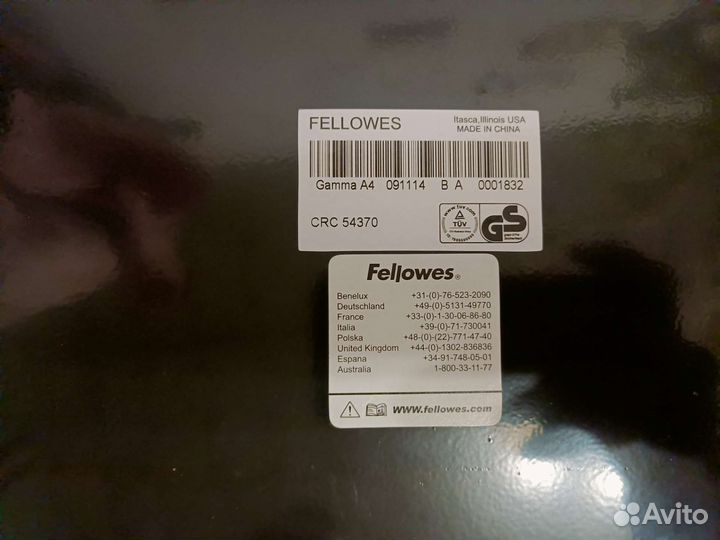 FELLOWES
Itasca,Illinois USA
MADE IN CHINA
Gamma A4 091114 B A 0001832
CRC 54370
www.tuv.com
TÜV
GS
Fellowes®
Benelux +31-(0)-76-523-2090
Deutschland +49-(0)-5131-49770
France +33-(0)-1-30-06-86-80
Italia +39-(0)-71-730041
Polska +48-(0)-(22)-771-47-40
United Kingdom +44-(0)-1302-836836
Espana +34-91-748-05-01
Australia 1-800-33-11-77
www.fellowes.com
Avito